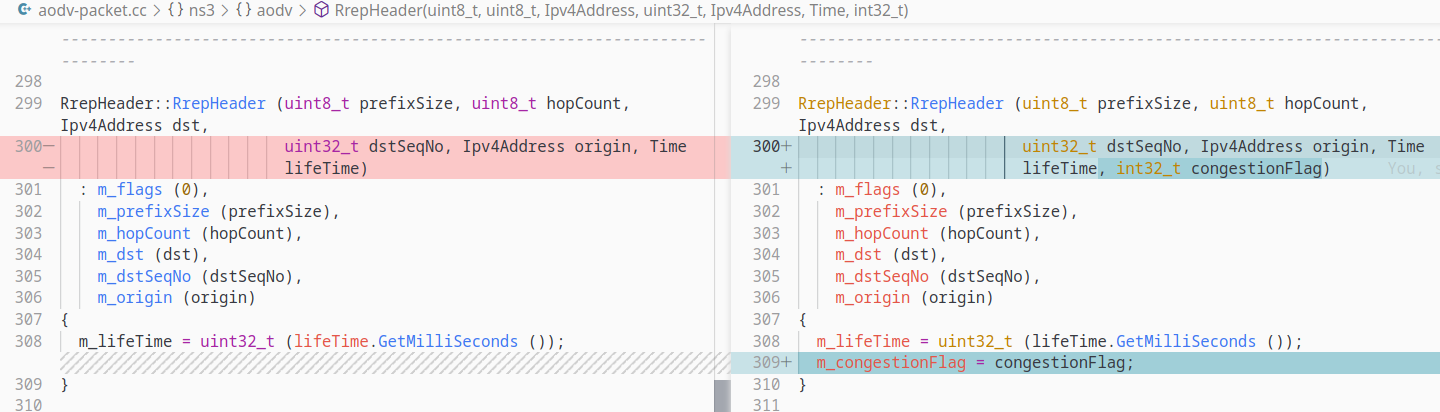 aodv-packet.cc > {} ns3 > {} aodv > RrepHeader(uint8_t, uint8_t, Ipv4Address, uint32_t, Ipv4Address, Time, int32_t)
--------
298
299 RrepHeader::RrepHeader (uint8_t prefixSize, uint8_t hopCount,
Ipv4Address dst,
300— uint32_t dstSeqNo, Ipv4Address origin, Time
— lifeTime)
301 : m_flags (0),
302 m_prefixSize (prefixSize),
303 m_hopCount (hopCount),
304 m_dst (dst),
305 m_dstSeqNo (dstSeqNo),
306 m_origin (origin)
307 {
308 m_lifeTime = uint32_t (lifeTime.GetMilliSeconds ());
309 }
310
--------
298
299 RrepHeader::RrepHeader (uint8_t prefixSize, uint8_t hopCount,
Ipv4Address dst,
300+ uint32_t dstSeqNo, Ipv4Address origin, Time
+ lifeTime, int32_t congestionFlag) You,
301 : m_flags (0),
302 m_prefixSize (prefixSize),
303 m_hopCount (hopCount),
304 m_dst (dst),
305 m_dstSeqNo (dstSeqNo),
306 m_origin (origin)
307 {
308 m_lifeTime = uint32_t (lifeTime.GetMilliSeconds ());
309+ m_congestionFlag = congestionFlag;
310 }
311